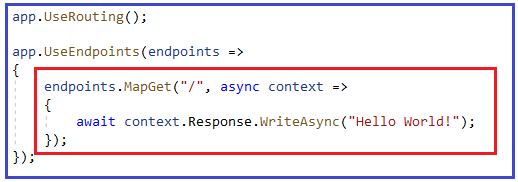 app.UseRouting();
app.UseEndpoints(endpoints =>
{
endpoints.MapGet("/", async context =>
{
await context.Response.WriteAsync("Hello World!");
});
});